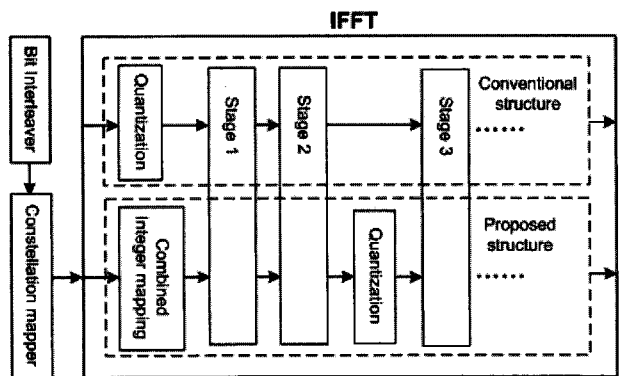 IFFT
Bit Interleaver
Constellation mapper
Quantization
Stage 1
Stage 2
Stage 3
Conventional
structure
......
Combined
integer mapping
Quantization
Proposed
structure
......